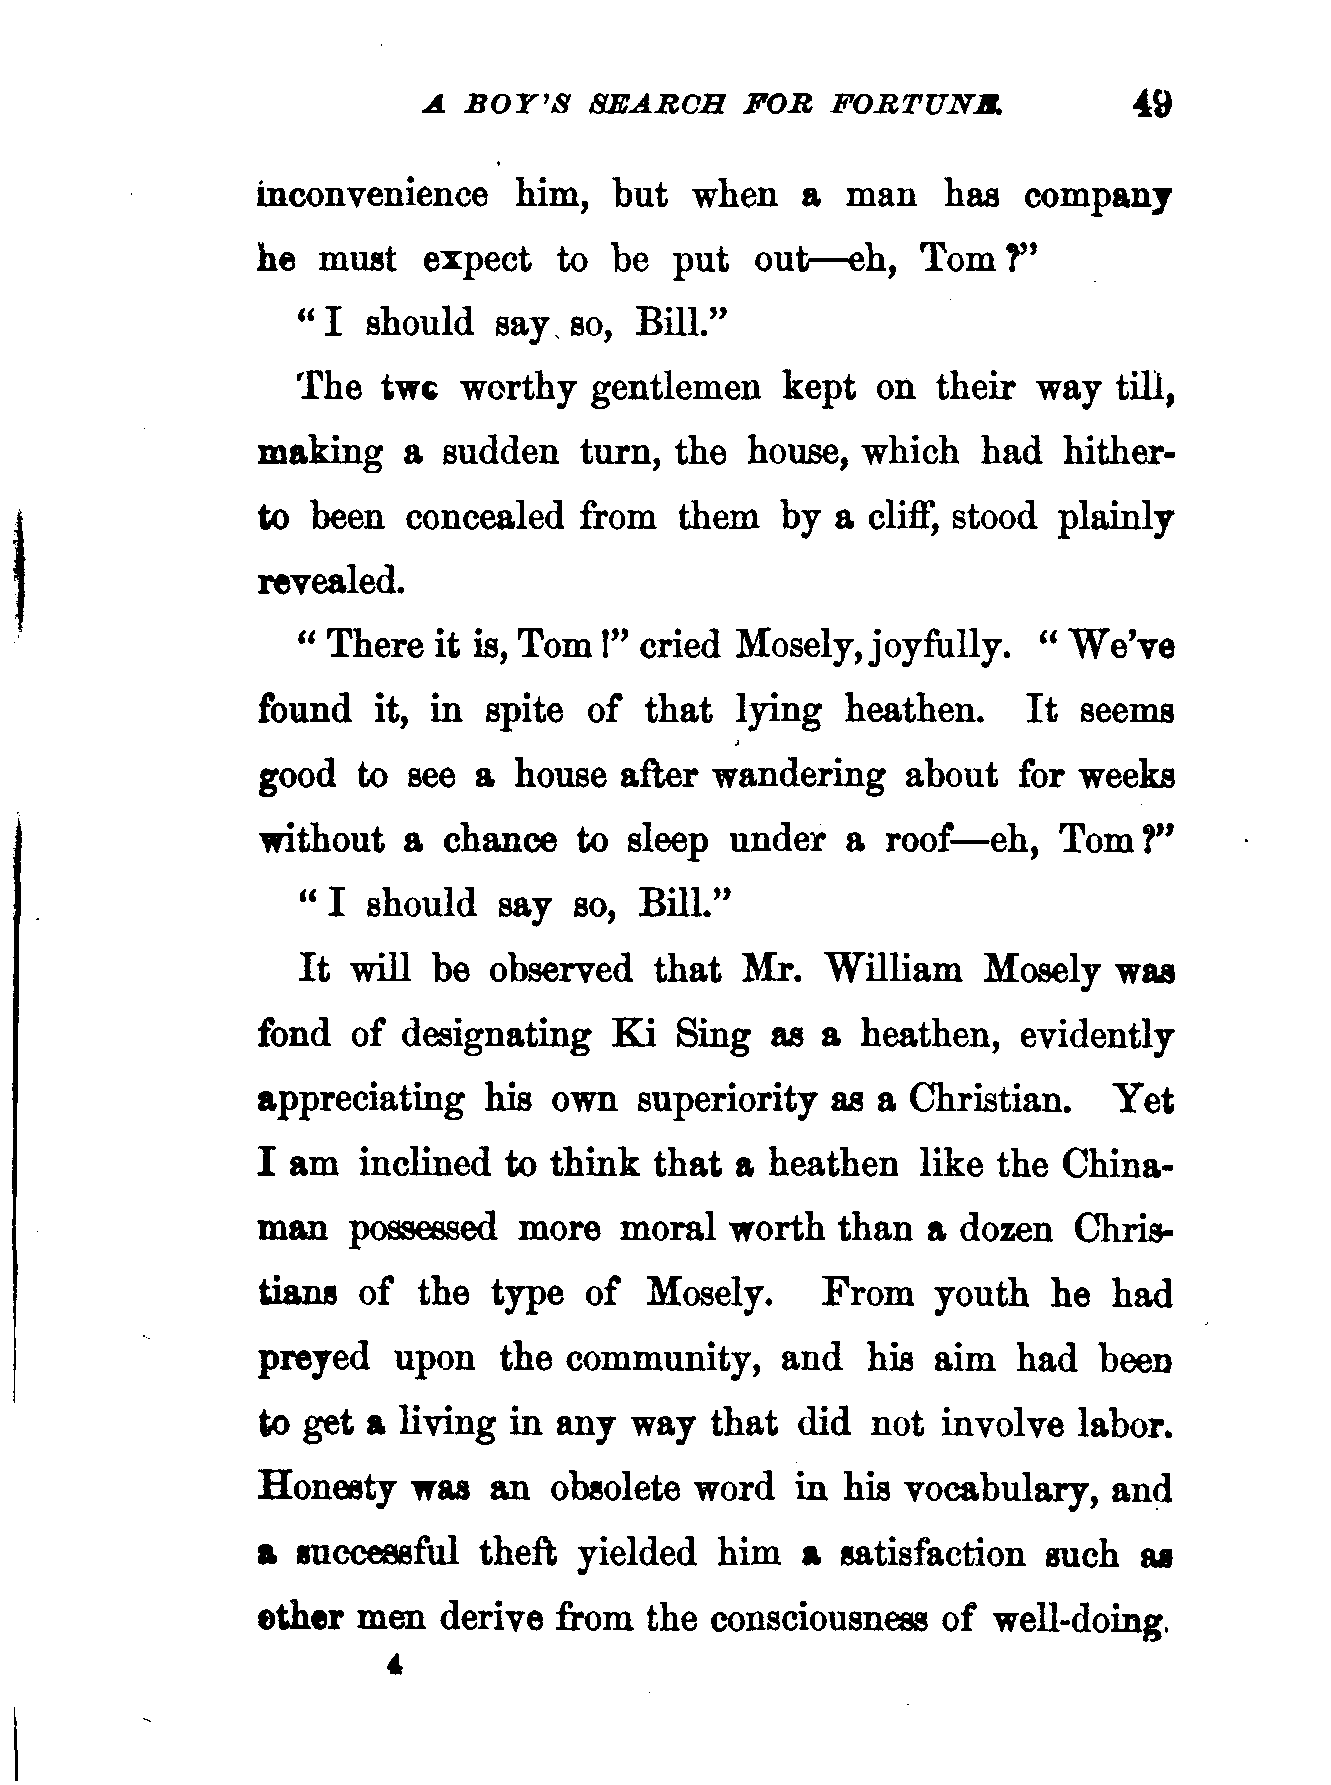 A BOY'S SEARCH FOR FORTUNE. 49
inconvenience him, but when a man has company
he must expect to be put out—eh, Tom?"
"I should say so, Bill."
The two worthy gentlemen kept on their way till,
making a sudden turn, the house, which had hither-
to been concealed from them by a cliff, stood plainly
revealed.
"There it is, Tom!" cried Mosely, joyfully. "We've
found it, in spite of that lying heathen. It seems
good to see a house after wandering about for weeks
without a chance to sleep under a roof—eh, Tom?"
"I should say so, Bill."
It will be observed that Mr. William Mosely was
fond of designating Ki Sing as a heathen, evidently
appreciating his own superiority as a Christian. Yet
I am inclined to think that a heathen like the China-
man possessed more moral worth than a dozen Chris-
tians of the type of Mosely. From youth he had
preyed upon the community, and his aim had been
to get a living in any way that did not involve labor.
Honesty was an obsolete word in his vocabulary, and
a successful theft yielded him a satisfaction such as
other men derive from the consciousness of well-doing.
4